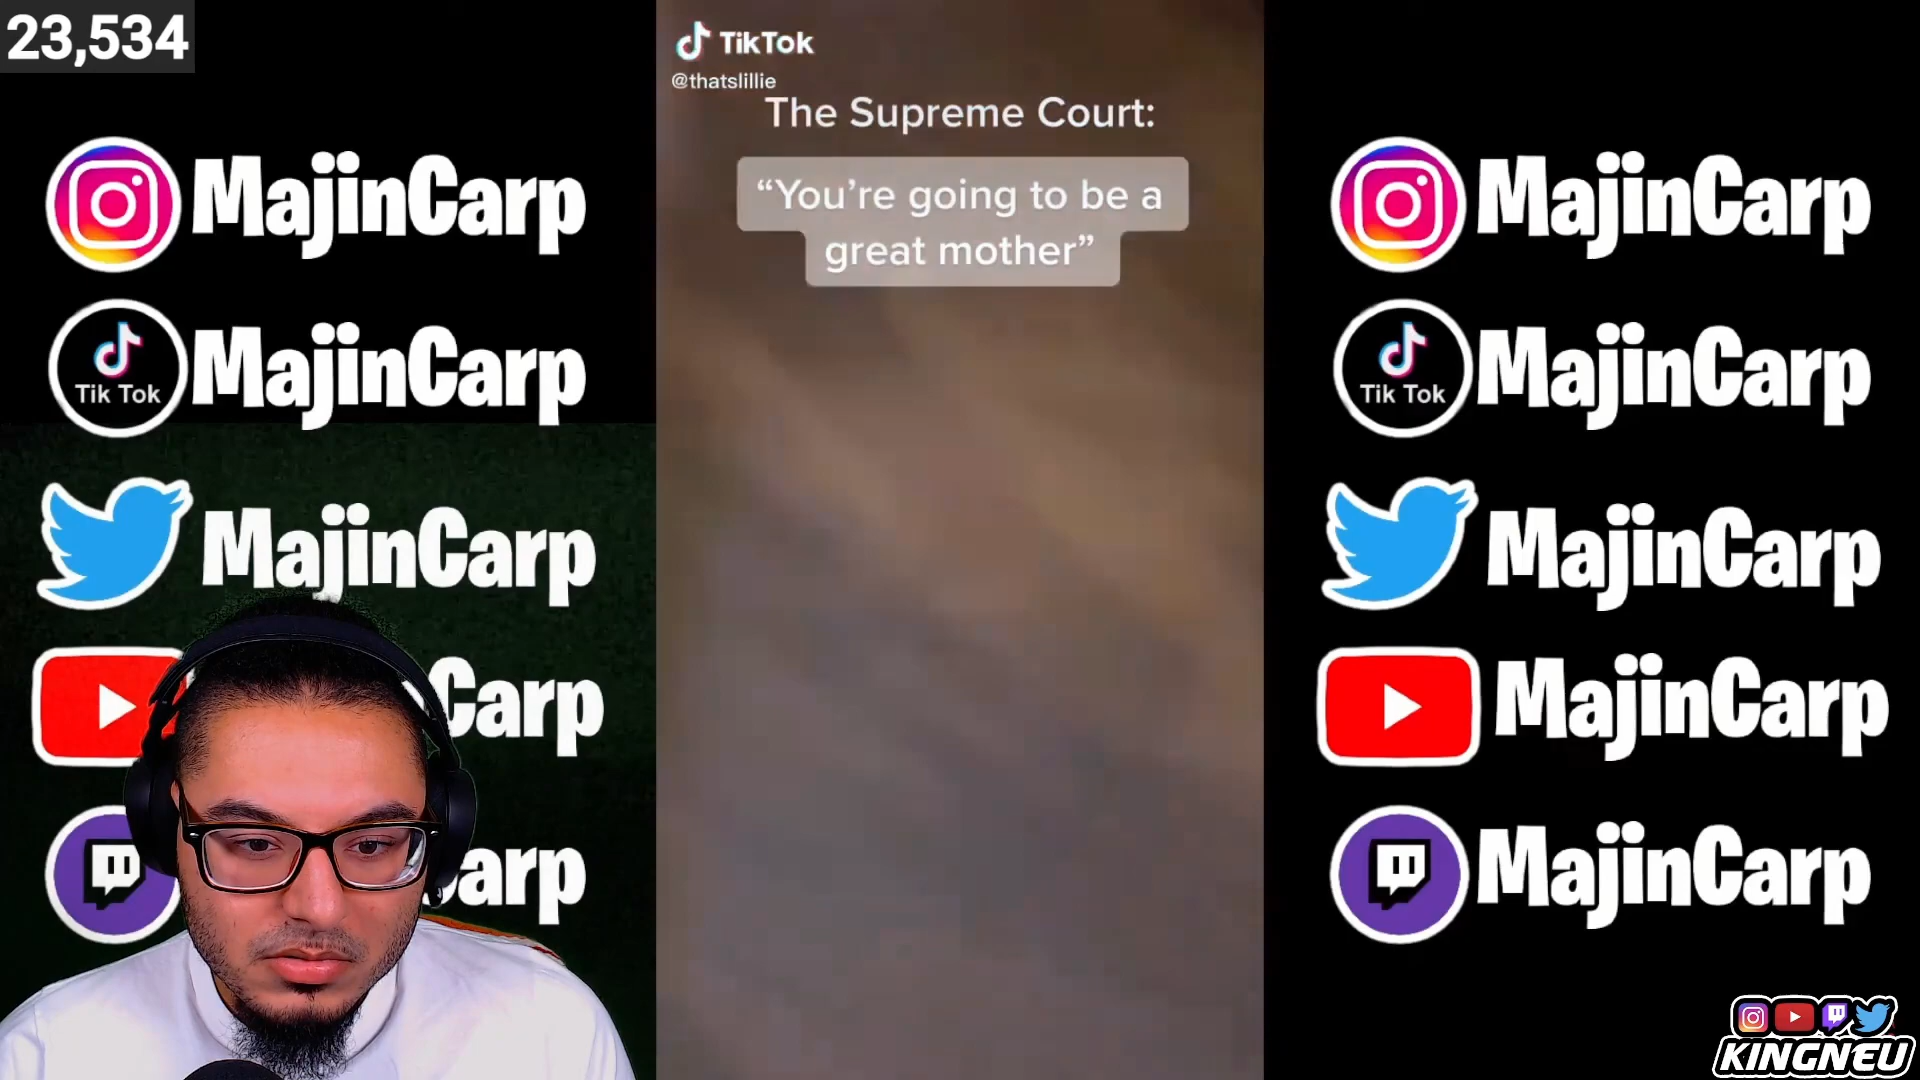 23,534
TikTok
@thatslillie
The Supreme Court:
“You’re going to be a
great mother”
MajinCarp
Tik Tok
MajinCarp
MajinCarp
Carp
arp
MajinCarp
Tik Tok
MajinCarp
MajinCarp
MajinCarp
MajinCarp
KINGNEU